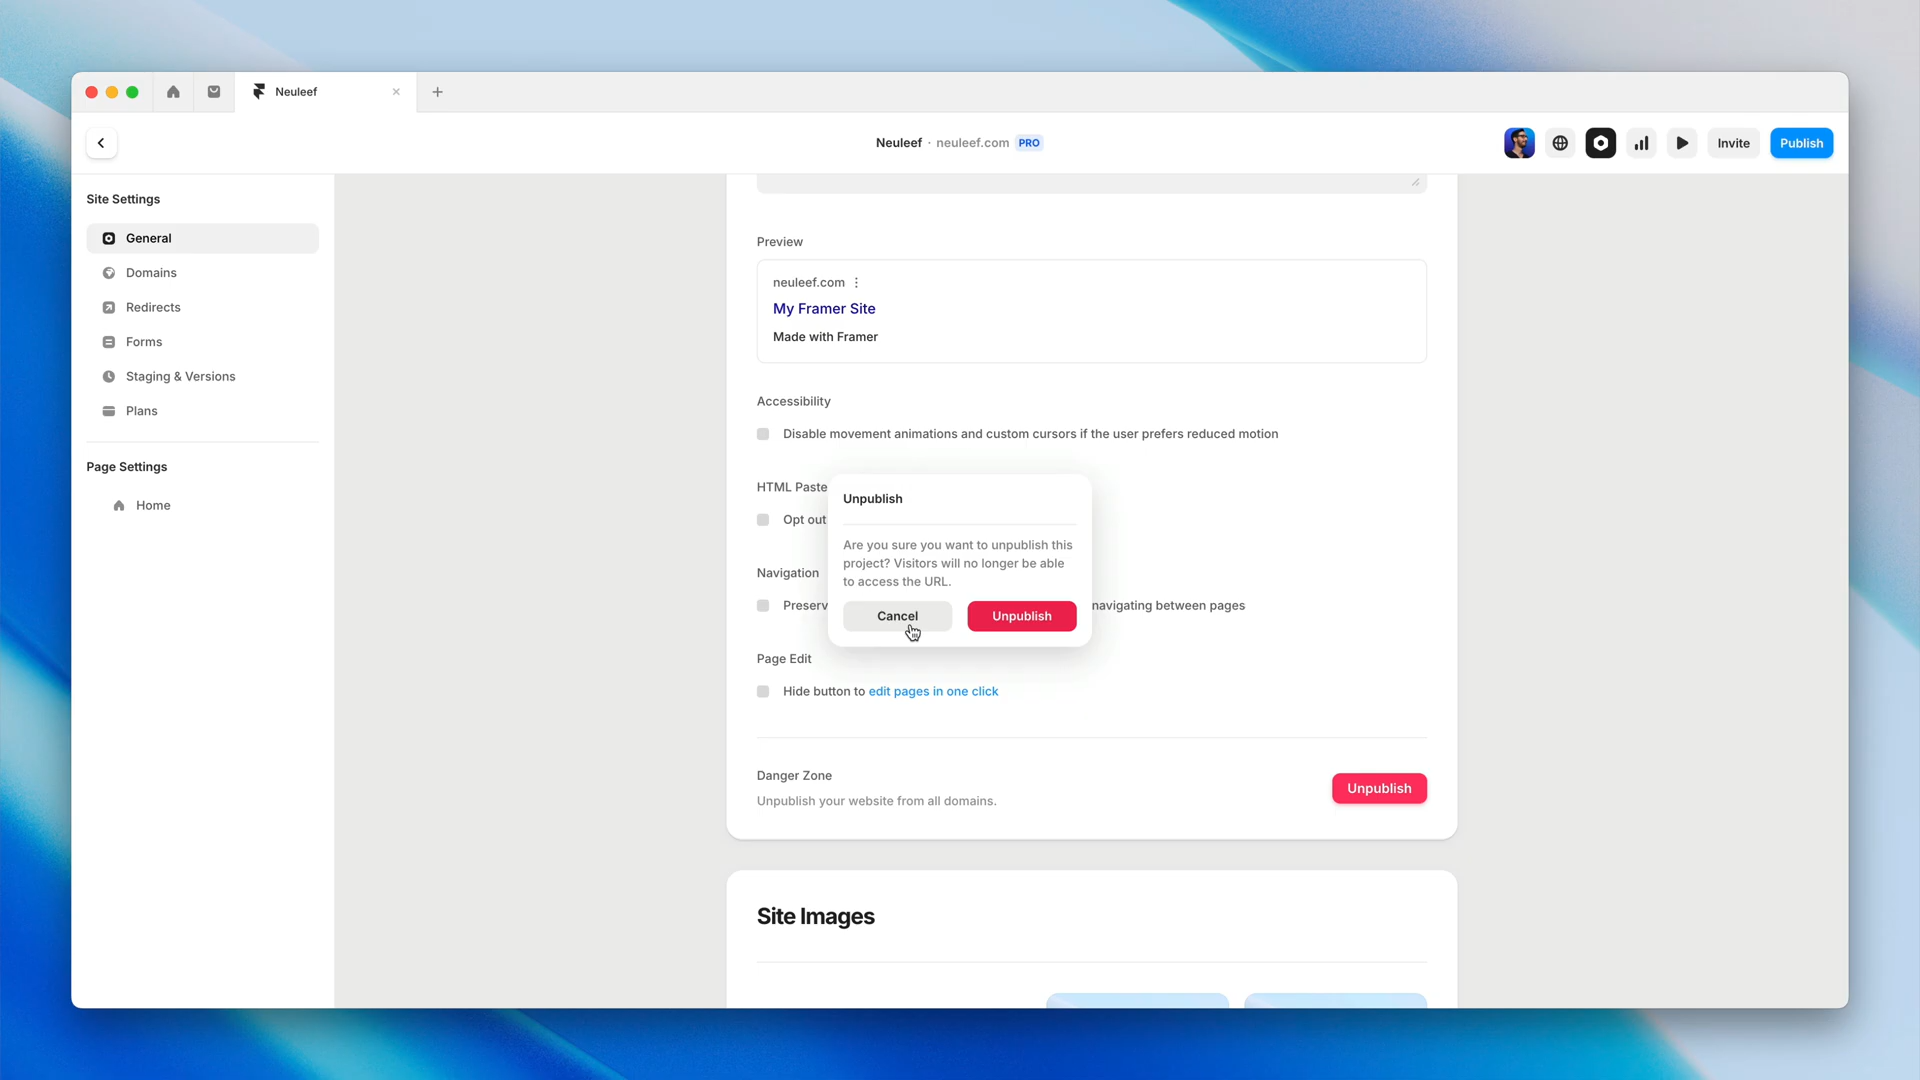 Neuleef
Neuleef · neuleef.com PRO
Invite
Publish
Site Settings
General
Domains
Redirects
Forms
Staging & Versions
Plans
Page Settings
Home
Preview
neuleef.com
My Framer Site
Made with Framer
Accessibility
Disable movement animations and custom cursors if the user prefers reduced motion
HTML Paste
Opt out
Navigation
Preserv
navigating between pages
Unpublish
Are you sure you want to unpublish this
project? Visitors will no longer be able
to access the URL.
Cancel
Unpublish
Page Edit
Hide button to edit pages in one click
Danger Zone
Unpublish your website from all domains.
Unpublish
Site Images